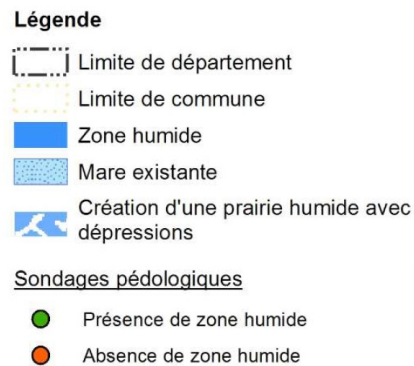 Légende
Limite de département
Limite de commune
Zone humide
Mare existante
Création d'une prairie humide avec
dépressions
Sondages pédologiques
Présence de zone humide
Absence de zone humide